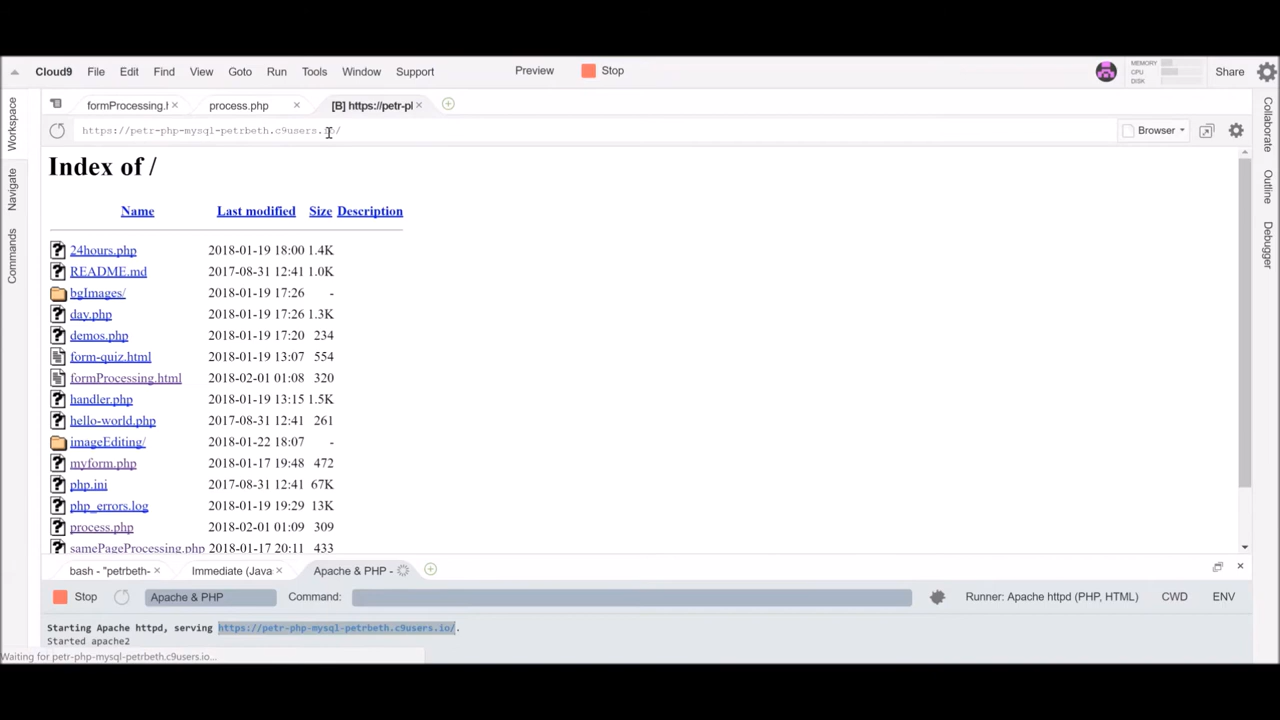 Cloud9 File Edit Find View Goto Run Tools Window Support Preview Stop MEMORY CPU DISK Share
formProcessing.h process.php [B] https://petr-pl
https://petr-php-mysql-petrbeth.c9users.io/ Browser
Workspace
Navigate
Commands
Collaborate
Outline
Debugger
Index of /
Name Last modified Size Description
24hours.php 2018-01-19 18:00 1.4K
README.md 2017-08-31 12:41 1.0K
bgImages/ 2018-01-19 17:26 -
day.php 2018-01-19 17:26 1.3K
demos.php 2018-01-19 17:20 234
form-quiz.html 2018-01-19 13:07 554
formProcessing.html 2018-02-01 01:08 320
handler.php 2018-01-19 13:15 1.5K
hello-world.php 2017-08-31 12:41 261
imageEditing/ 2018-01-22 18:07 -
myform.php 2018-01-17 19:48 472
php.ini 2017-08-31 12:41 67K
php_errors.log 2018-01-19 19:29 13K
process.php 2018-02-01 01:09 309
samePageProcessing.php 2018-01-17 20:11 433
bash - "petrbeth- Immediate (Java Apache & PHP -
Stop Apache & PHP Command: Runner: Apache httpd (PHP, HTML) CWD ENV
Starting Apache httpd, serving https://petr-php-mysql-petrbeth.c9users.io/.
Started apache2
Waiting for petr-php-mysql-petrbeth.c9users.io...